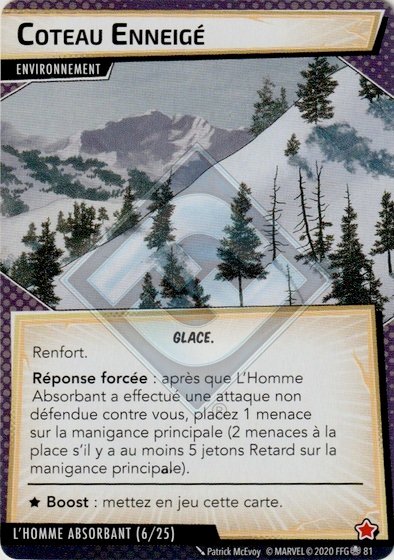 COTEAU ENNEIGÉ
ENVIRONNEMENT
GLACE.
Renfort.
Réponse forcée : après que L'Homme
Absorbant a effectué une attaque non
défendue contre vous, placez 1 menace
sur la manigance principale (2 menaces à la
place s'il y a au moins 5 jetons Retard sur la
manigance principale).
★ Boost : mettez en jeu cette carte.
L'HOMME ABSORBANT (6/25)
Patrick McEvoy © MARVEL © 2020 FFG 81
®